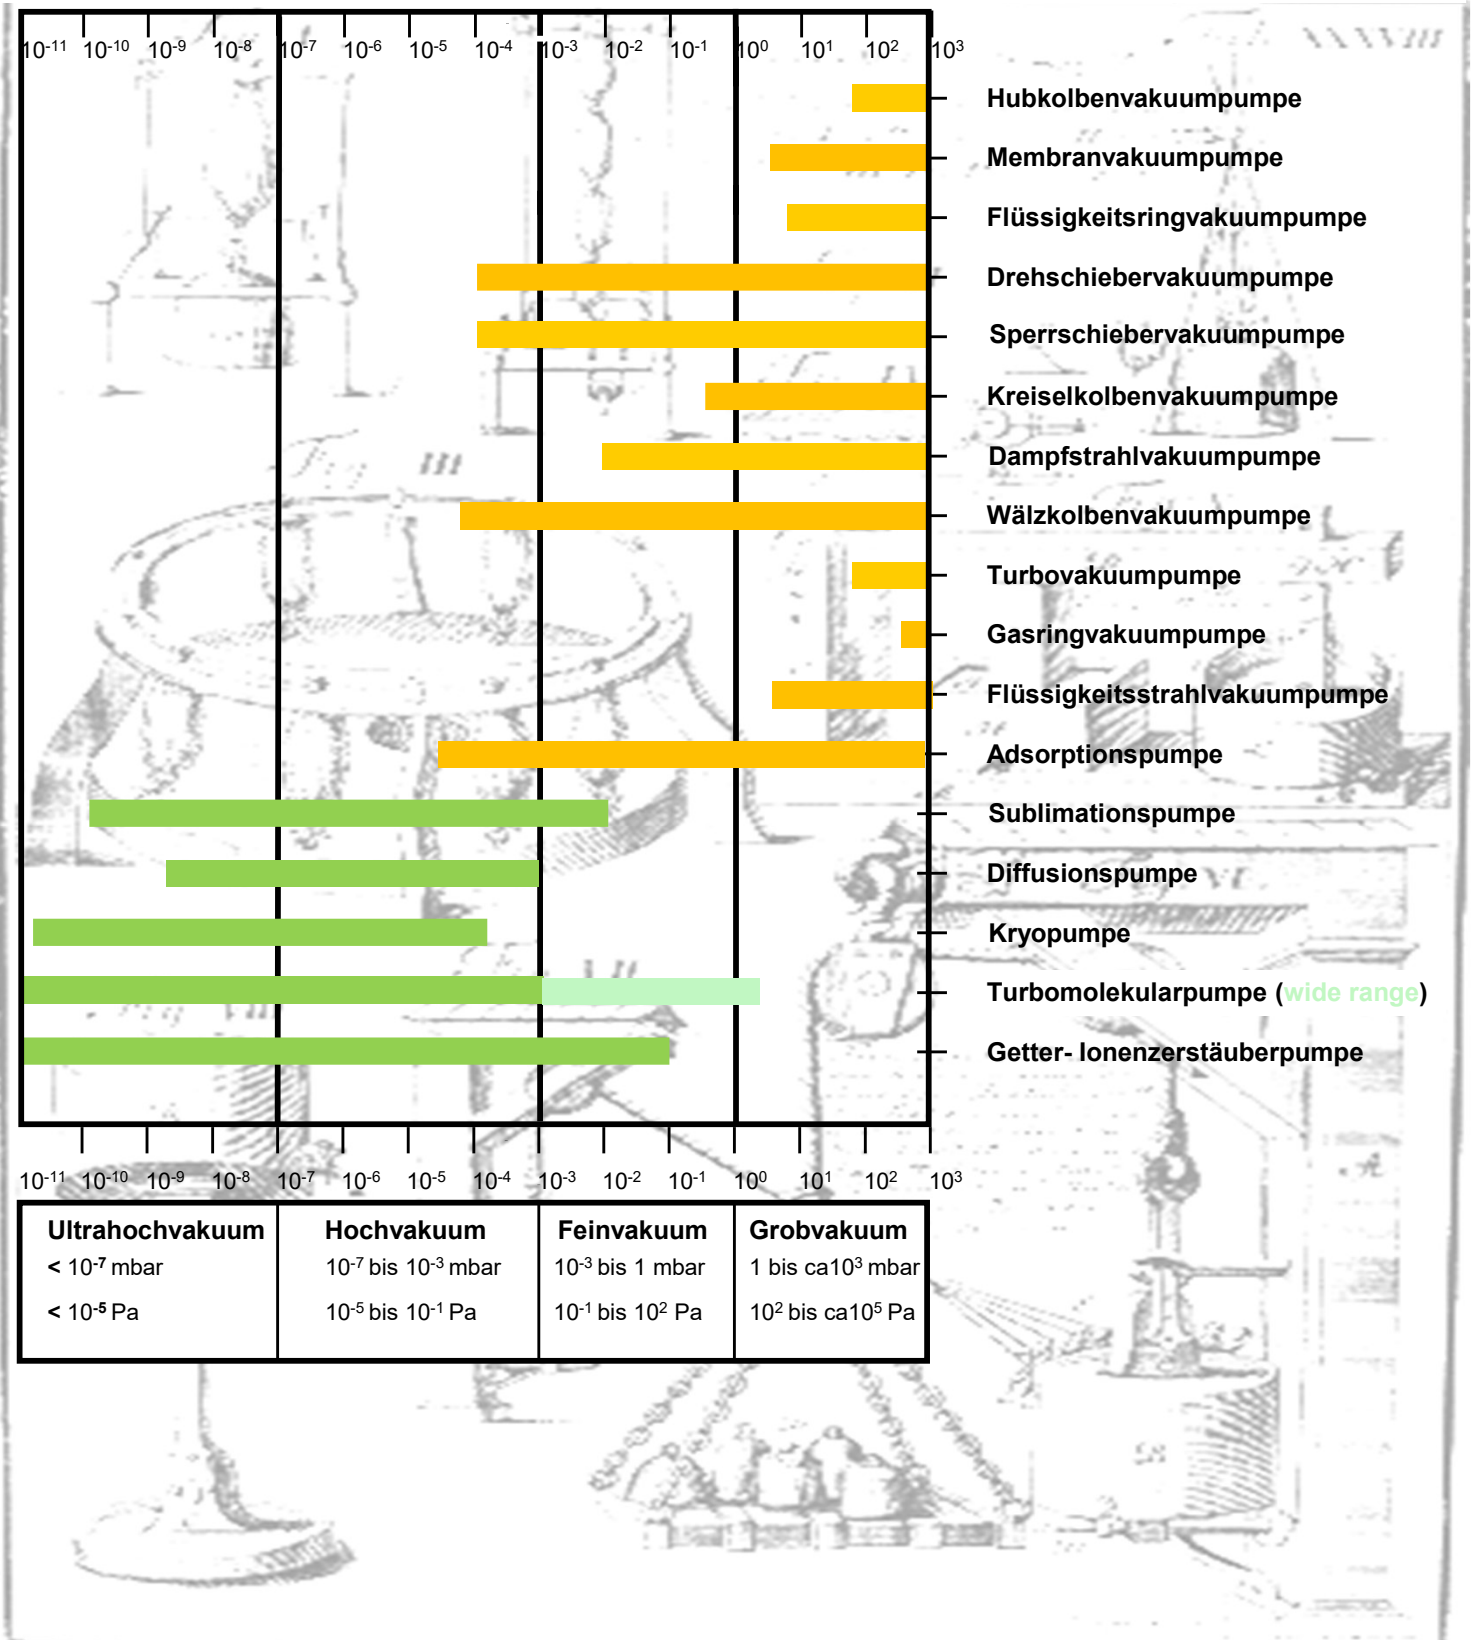 10⁻¹¹ 10⁻¹⁰ 10⁻⁹ 10⁻⁸ 10⁻⁷ 10⁻⁶ 10⁻⁵ 10⁻⁴ 10⁻³ 10⁻² 10⁻¹ 10⁰ 10¹ 10² 10³
Hubkolbenvakuumpumpe
Membranvakuumpumpe
Flüssigkeitsringvakuumpumpe
Drehschiebervakuumpumpe
Sperrschiebervakuumpumpe
Kreiselkolbenvakuumpumpe
Dampfstrahlvakuumpumpe
Wälzkolbenvakuumpumpe
Turbovakuumpumpe
Gasringvakuumpumpe
Flüssigkeitsstrahlvakuumpumpe
Adsorptionspumpe
Sublimationspumpe
Diffusionspumpe
Kryopumpe
Turbomolekularpumpe (wide range)
Getter- Ionenzerstäuberpumpe
10⁻¹¹ 10⁻¹⁰ 10⁻⁹ 10⁻⁸ 10⁻⁷ 10⁻⁶ 10⁻⁵ 10⁻⁴ 10⁻³ 10⁻² 10⁻¹ 10⁰ 10¹ 10² 10³
Ultrahochvakuum Hochvakuum Feinvakuum Grobvakuum
< 10⁻⁷ mbar 10⁻⁷ bis 10⁻³ mbar 10⁻³ bis 1 mbar 1 bis ca10³ mbar
< 10⁻⁵ Pa 10⁻⁵ bis 10⁻¹ Pa 10⁻¹ bis 10² Pa 10² bis ca10⁵ Pa